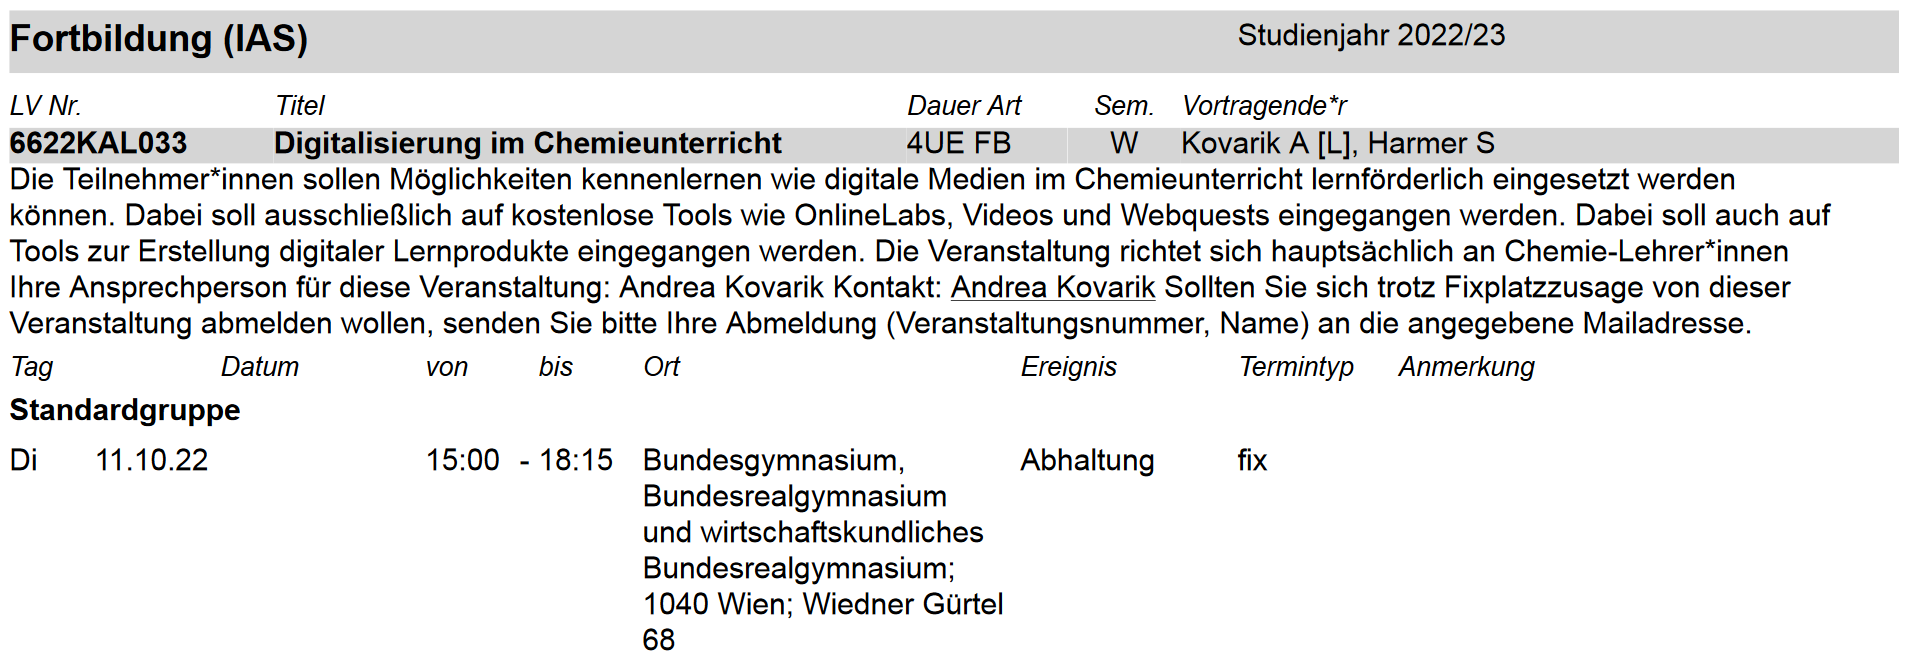 Fortbildung (IAS) Studienjahr 2022/23
LV Nr. Titel Dauer Art Sem. Vortragende*r
6622KAL033 Digitalisierung im Chemieunterricht 4UE FB W Kovarik A [L], Harmer S
Die Teilnehmer*innen sollen Möglichkeiten kennenlernen wie digitale Medien im Chemieunterricht lernförderlich eingesetzt werden
können. Dabei soll ausschließlich auf kostenlose Tools wie OnlineLabs, Videos und Webquests eingegangen werden. Dabei soll auch auf
Tools zur Erstellung digitaler Lernprodukte eingegangen werden. Die Veranstaltung richtet sich hauptsächlich an Chemie-Lehrer*innen
Ihre Ansprechperson für diese Veranstaltung: Andrea Kovarik Kontakt: Andrea Kovarik Sollten Sie sich trotz Fixplatzzusage von dieser
Veranstaltung abmelden wollen, senden Sie bitte Ihre Abmeldung (Veranstaltungsnummer, Name) an die angegebene Mailadresse.
Tag Datum von bis Ort Ereignis Termintyp Anmerkung
Standardgruppe
Di 11.10.22 15:00 - 18:15 Bundesgymnasium, Abhaltung fix
Bundesrealgymnasium
und wirtschaftskundliches
Bundesrealgymnasium;
1040 Wien; Wiedner Gürtel
68